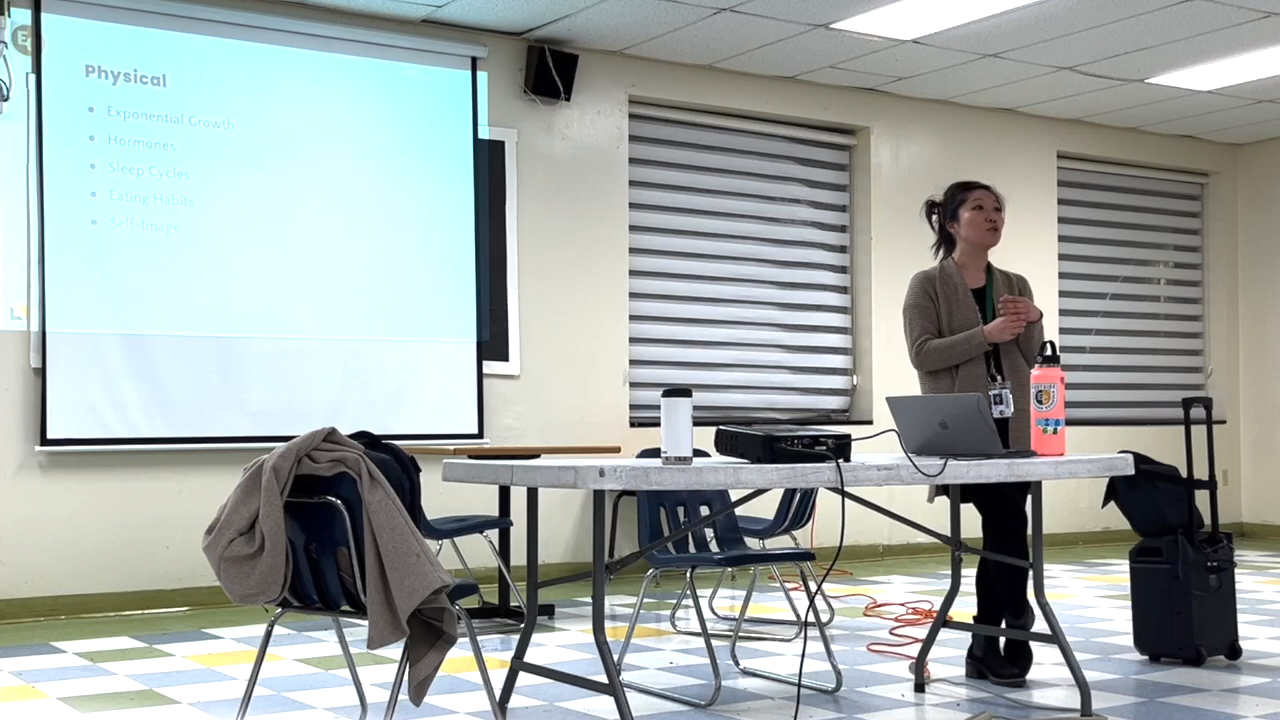 Physical
Exponential Growth
Hormones
Sleep Cycles
Eating Habits
Self-Image